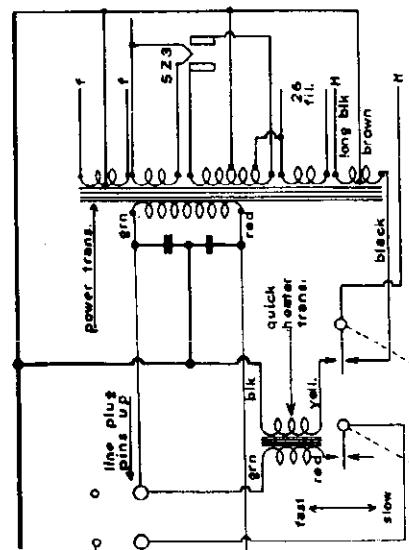 f
f
5Z3
26
fil.
H
long blk
brown
H
power trans.
grn
red
black
quick
heater
trans.
line plug
pins up
blk
yell.
grn
red
fast
slow